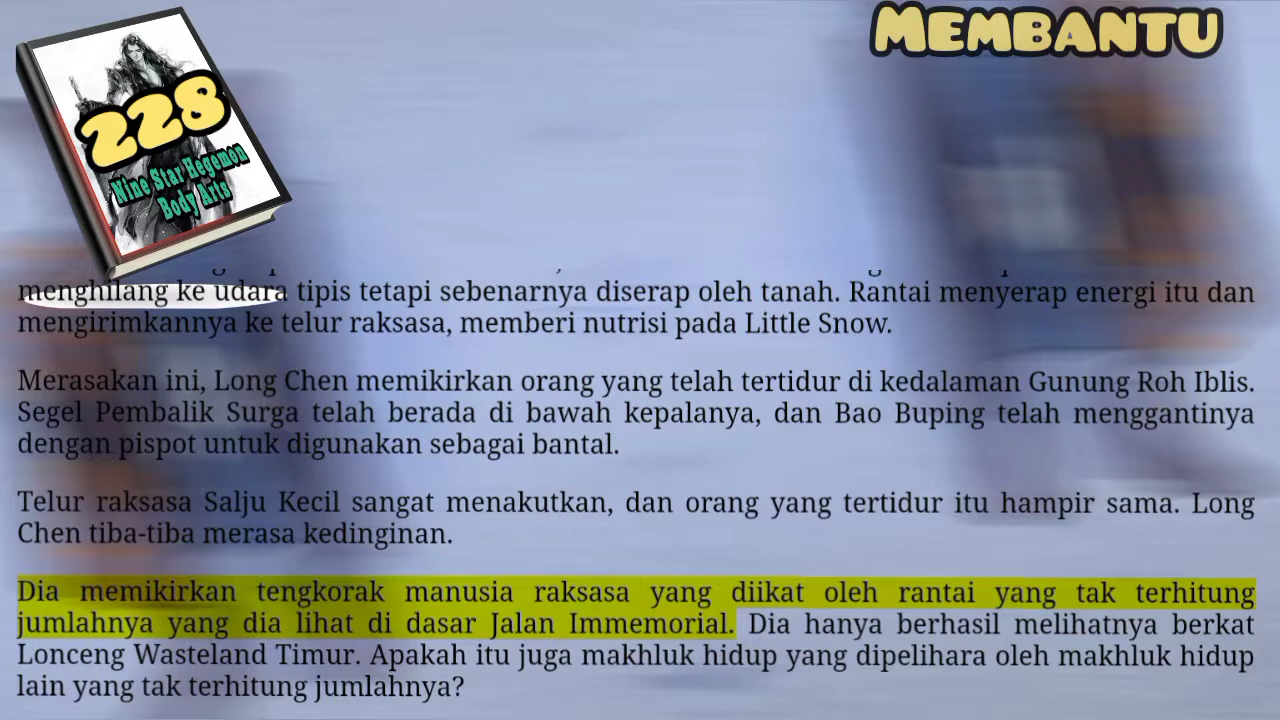 MEMBANTU
228
Nine Star Hegemon
Body Arts
menghilang ke udara tipis tetapi sebenarnya diserap oleh tanah. Rantai menyerap energi itu dan
mengirimkannya ke telur raksasa, memberi nutrisi pada Little Snow.
Merasakan ini, Long Chen memikirkan orang yang telah tertidur di kedalaman Gunung Roh Iblis.
Segel Pembalik Surga telah berada di bawah kepalanya, dan Bao Buping telah menggantinya
dengan pispot untuk digunakan sebagai bantal.
Telur raksasa Salju Kecil sangat menakutkan, dan orang yang tertidur itu hampir sama. Long
Chen tiba-tiba merasa kedinginan.
Dia memikirkan tengkorak manusia raksasa yang diikat oleh rantai yang tak terhitung
jumlahnya yang dia lihat di dasar Jalan Immemorial. Dia hanya berhasil melihatnya berkat
Lonceng Wasteland Timur. Apakah itu juga makhluk hidup yang dipelihara oleh makhluk hidup
lain yang tak terhitung jumlahnya?